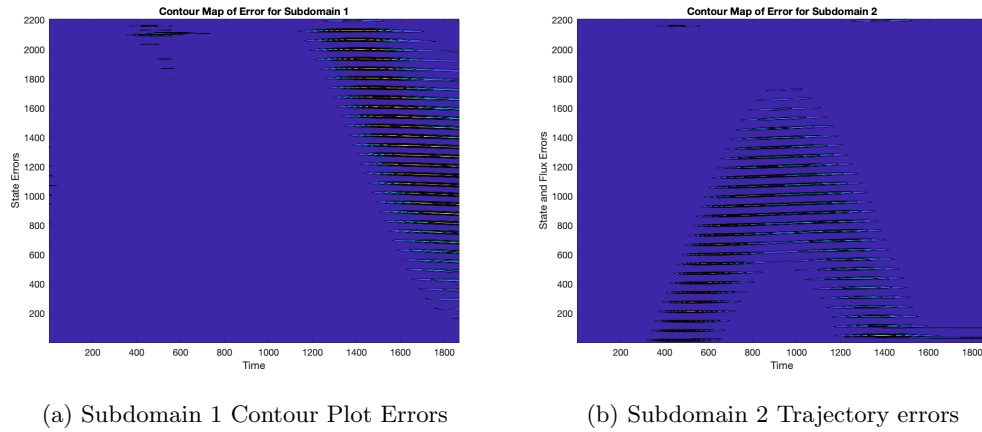 Contour Map of Error for Subdomain 1
2200
2000
1800
1600
1400
1200
1000
800
600
400
200
State Errors
200 400 600 800 1000 1200 1400 1600 1800
Time
(a) Subdomain 1 Contour Plot Errors
Contour Map of Error for Subdomain 2
2200
2000
1800
1600
1400
1200
1000
800
600
400
200
State and Flux Errors
200 400 600 800 1000 1200 1400 1600 1800
Time
(b) Subdomain 2 Trajectory errors